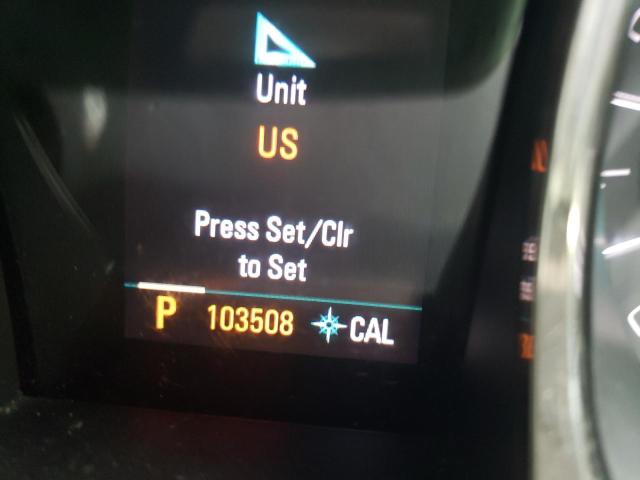 Unit
US
Press Set/Clr
to Set
P 103508 CAL